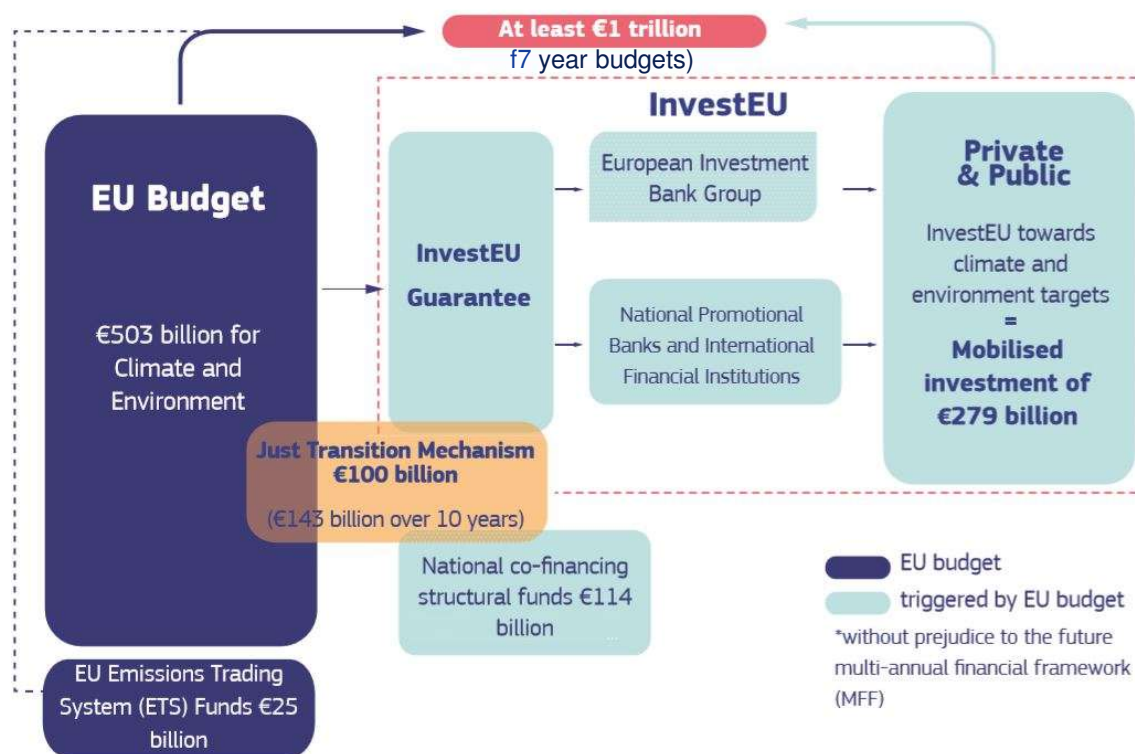 At least €1 trillion
f7 year budgets)
EU Budget
€503 billion for
Climate and
Environment
InvestEU
InvestEU
Guarantee
European Investment
Bank Group
National Promotional
Banks and International
Financial Institutions
Private
& Public
InvestEU towards
climate and
environment targets
=
Mobilised
investment of
€279 billion
Just Transition Mechanism
€100 billion
(€143 billion over 10 years)
National co-financing
structural funds €114
billion
EU Emissions Trading
System (ETS) Funds €25
billion
EU budget
triggered by EU budget
*without prejudice to the future
multi-annual financial framework
(MFF)